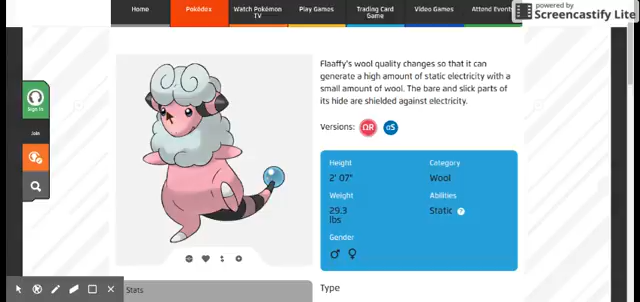 Home
Pokédex
Watch Pokémon
TV
Play Games
Trading Card
Game
Video Games
Attend Events
powered by
Screencastify Lite
Flaaffy's wool quality changes so that it can
generate a high amount of static electricity with a
small amount of wool. The bare and slick parts of
its hide are shielded against electricity.
Sign In
Join
Versions:
ΩR
αS
Height
Category
2' 07"
Wool
Weight
Abilities
29.3
lbs
Static ?
Gender
Stats
Type